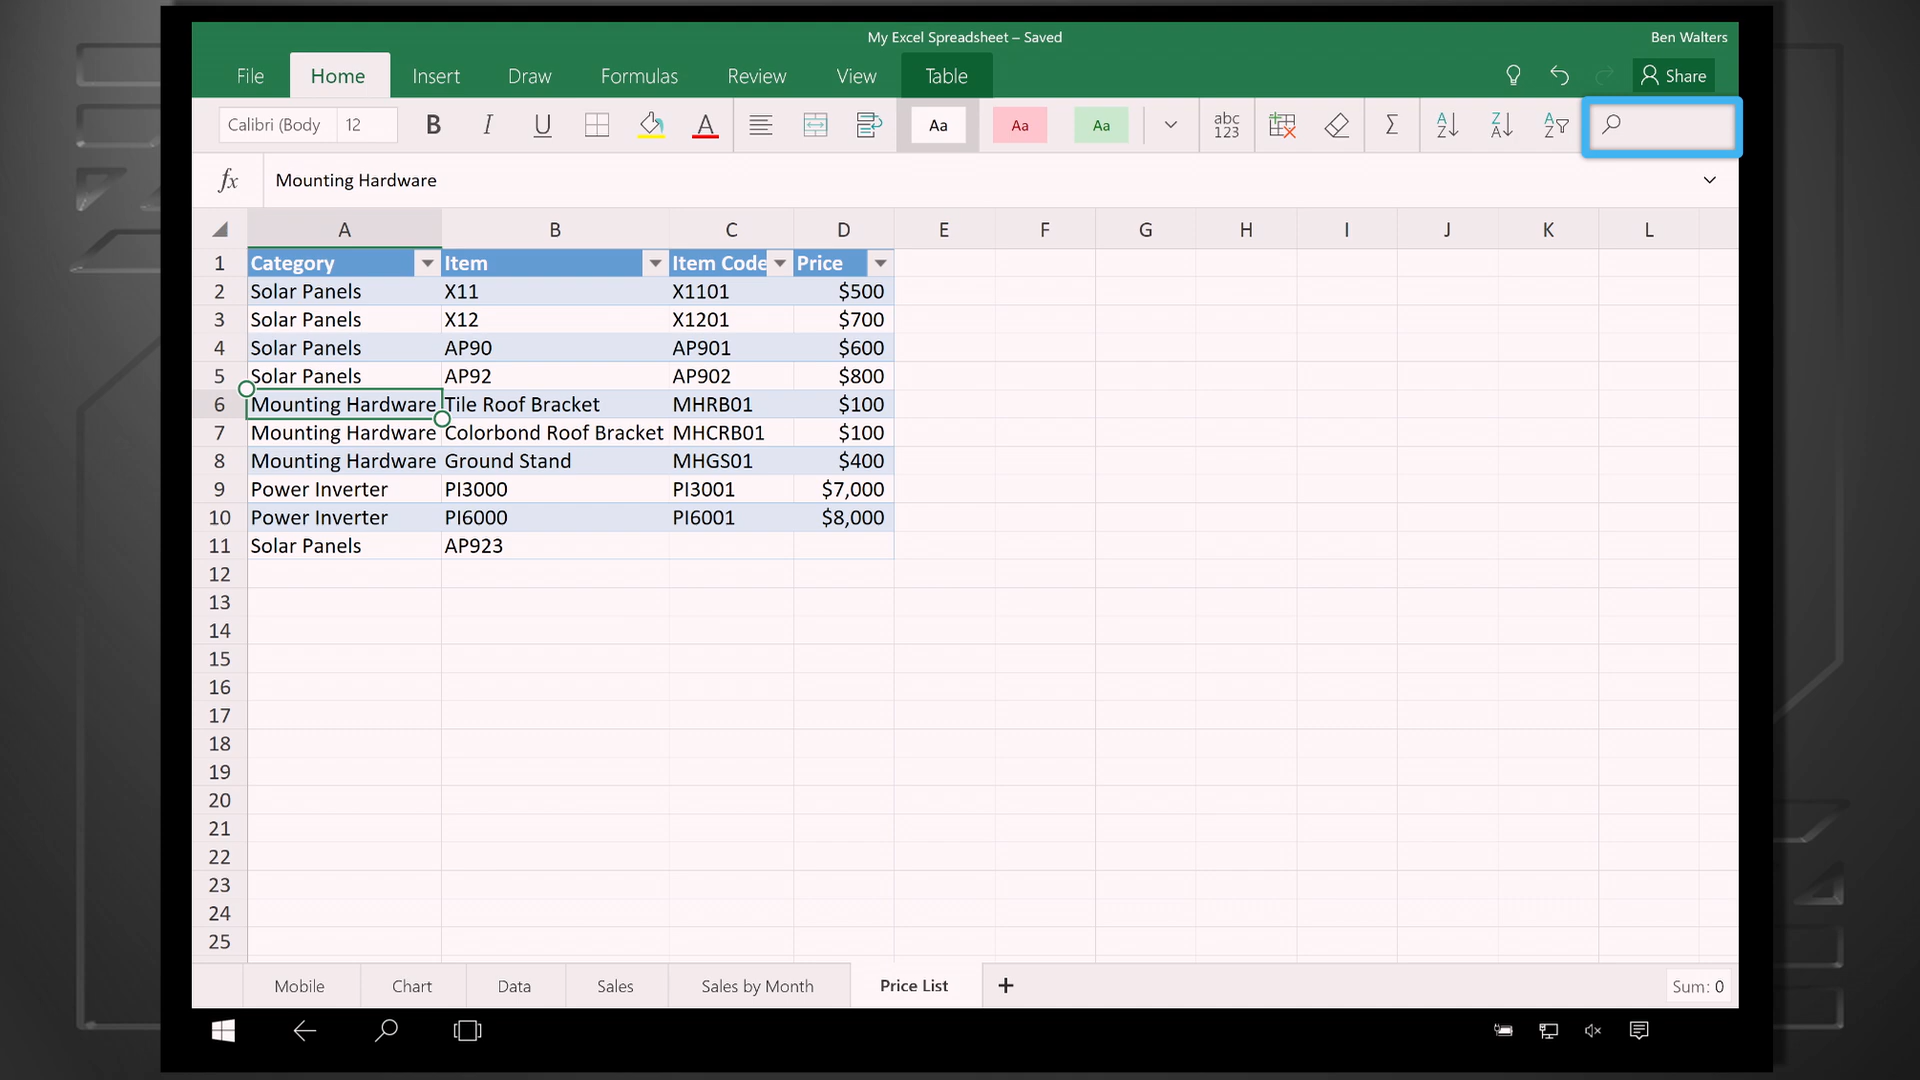 My Excel Spreadsheet – Saved
Ben Walters
File Home Insert Draw Formulas Review View Table Share
Calibri (Body 12 B I U A Aa Aa Aa abc 123 Σ A Z Z A A Z
fx Mounting Hardware
A B C D E F G H I J K L
1 Category Item Item Code Price
2 Solar Panels X11 X1101 $500
3 Solar Panels X12 X1201 $700
4 Solar Panels AP90 AP901 $600
5 Solar Panels AP92 AP902 $800
6 Mounting Hardware Tile Roof Bracket MHRB01 $100
7 Mounting Hardware Colorbond Roof Bracket MHCRB01 $100
8 Mounting Hardware Ground Stand MHGS01 $400
9 Power Inverter PI3000 PI3001 $7,000
10 Power Inverter PI6000 PI6001 $8,000
11 Solar Panels AP923
12
13
14
15
16
17
18
19
20
21
22
23
24
25
Mobile Chart Data Sales Sales by Month Price List + Sum: 0